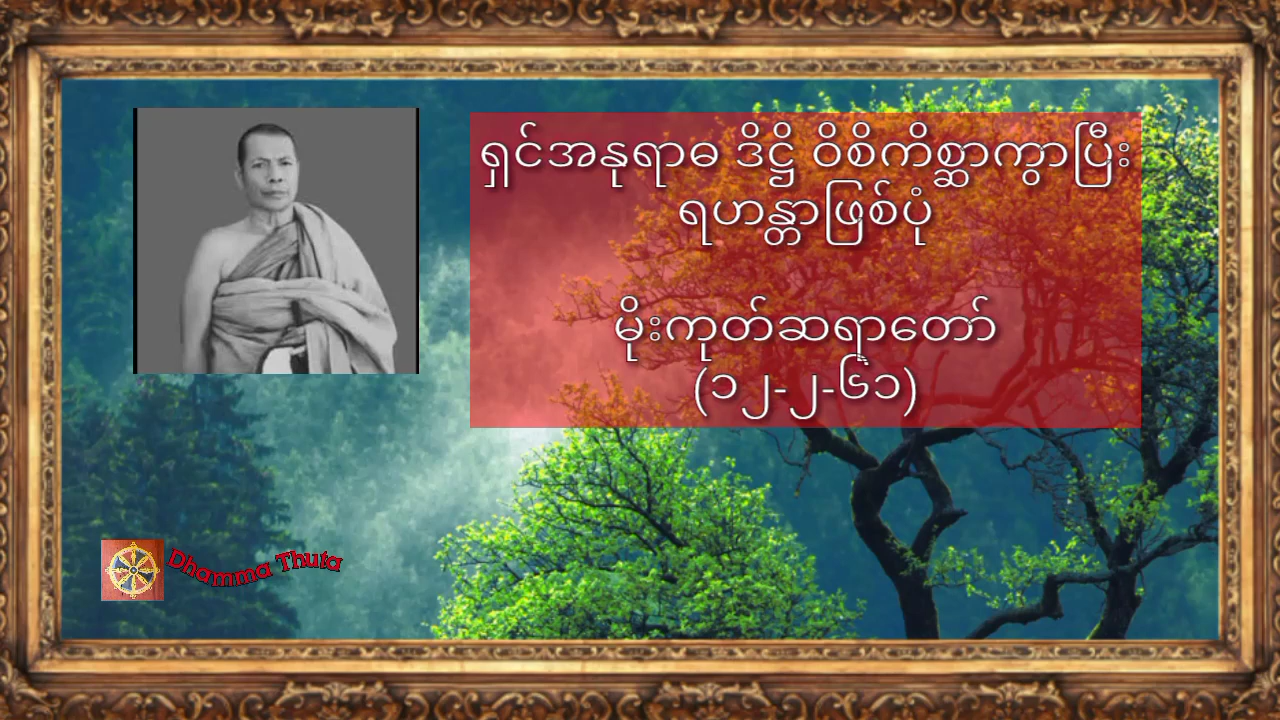 ရှင်အနုရာဓ ဒိဋ္ဌိ ဝိစိကိစ္ဆာကွာပြီး
ရဟန္တာဖြစ်ပုံ
မိုးကုတ်ဆရာတော်
(၁၂-၂-၆၁)
Dhamma Thuta